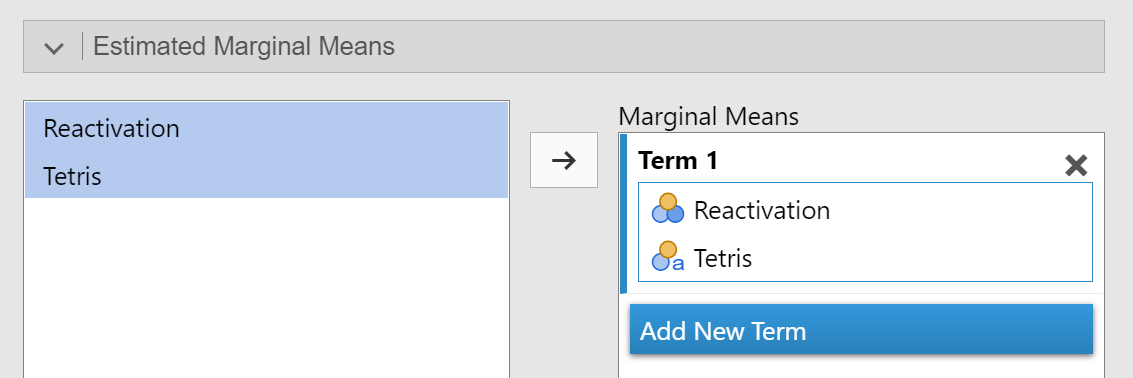 Estimated Marginal Means
Reactivation
Tetris
Marginal Means
Term 1
Reactivation
a Tetris
Add New Term